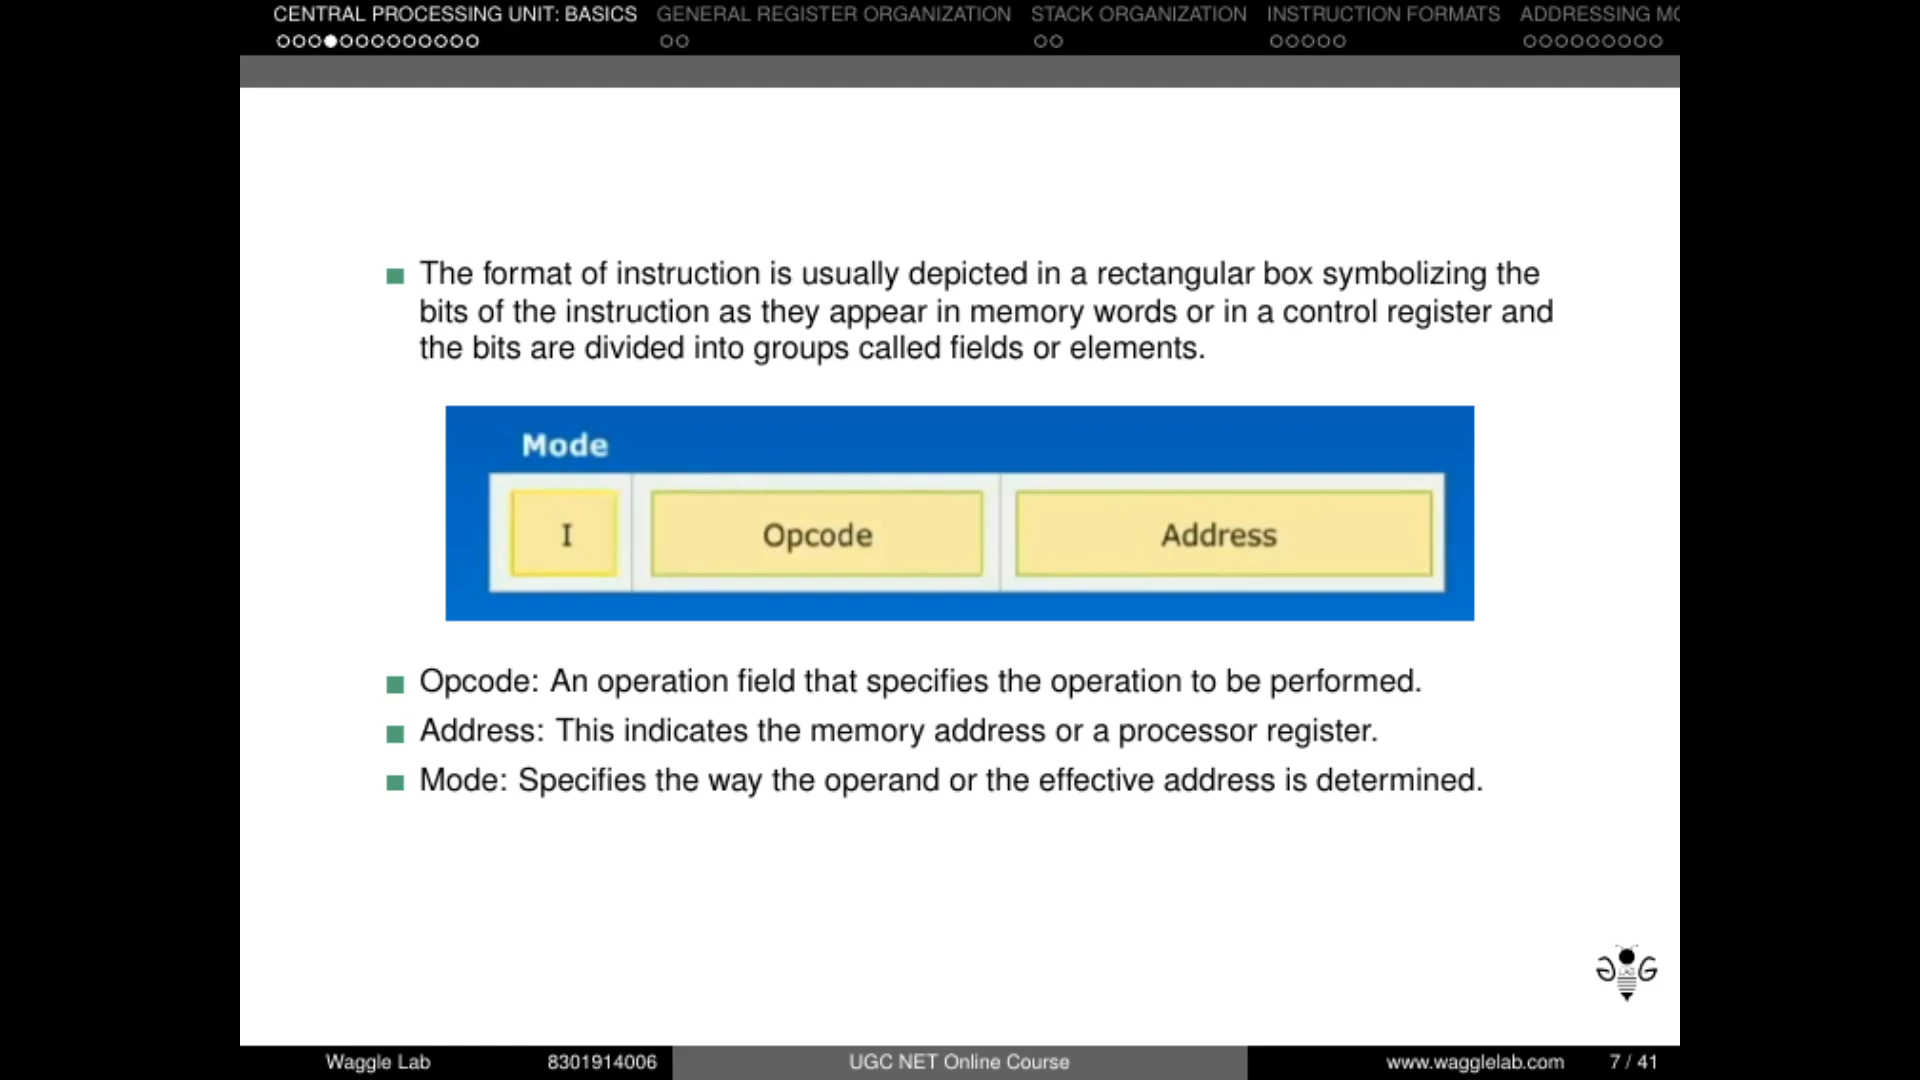 CENTRAL PROCESSING UNIT: BASICS GENERAL REGISTER ORGANIZATION STACK ORGANIZATION INSTRUCTION FORMATS ADDRESSING
The format of instruction is usually depicted in a rectangular box symbolizing the
bits of the instruction as they appear in memory words or in a control register and
the bits are divided into groups called fields or elements.
Mode
I Opcode Address
Opcode: An operation field that specifies the operation to be performed.
Address: This indicates the memory address or a processor register.
Mode: Specifies the way the operand or the effective address is determined.
Waggle Lab 8301914006 UGC NET Online Course www.wagglelab.com 7 / 41